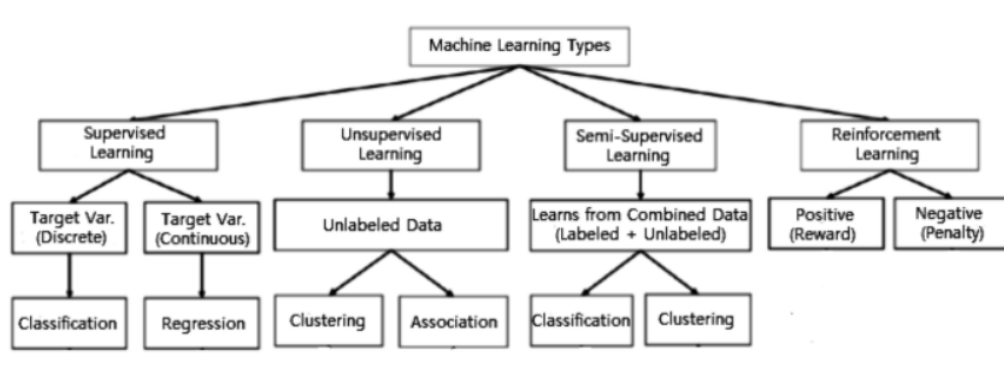 Machine Learning Types
Supervised
Learning
Unsupervised
Learning
Semi-Supervised
Learning
Reinforcement
Learning
Target Var.
(Discrete)
Target Var.
(Continuous)
Unlabeled Data
Learns from Combined Data
(Labeled + Unlabeled)
Positive
(Reward)
Negative
(Penalty)
Classification
Regression
Clustering
Association
Classification
Clustering